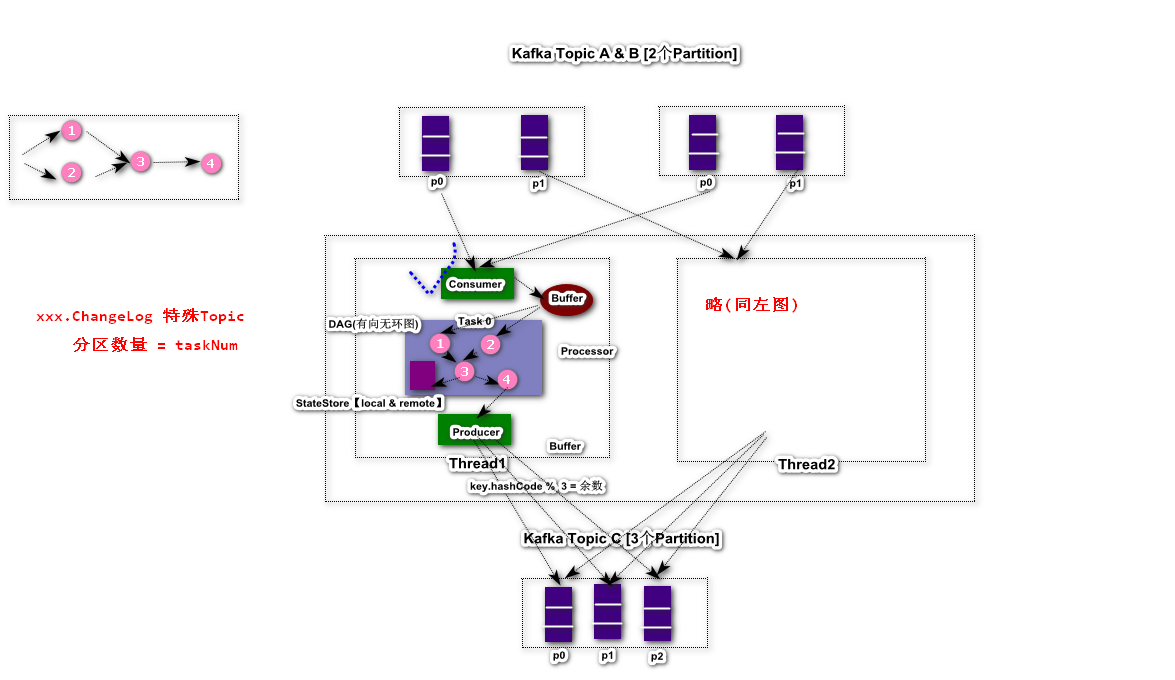 Kafka Topic A & B [2个Partition]
1
2
3
4
p0
p1
p0
p1
xxx.ChangeLog 特殊Topic
分区数量 = taskNum
Consumer
Buffer
DAG(有向无环图)
Task 0
1
2
3
4
Processor
StateStore【local & remote】
Producer
Buffer
Thread1
略(同左图)
Thread2
key.hashCode % 3 = 余数
Kafka Topic C [3个Partition]
p0
p1
p2